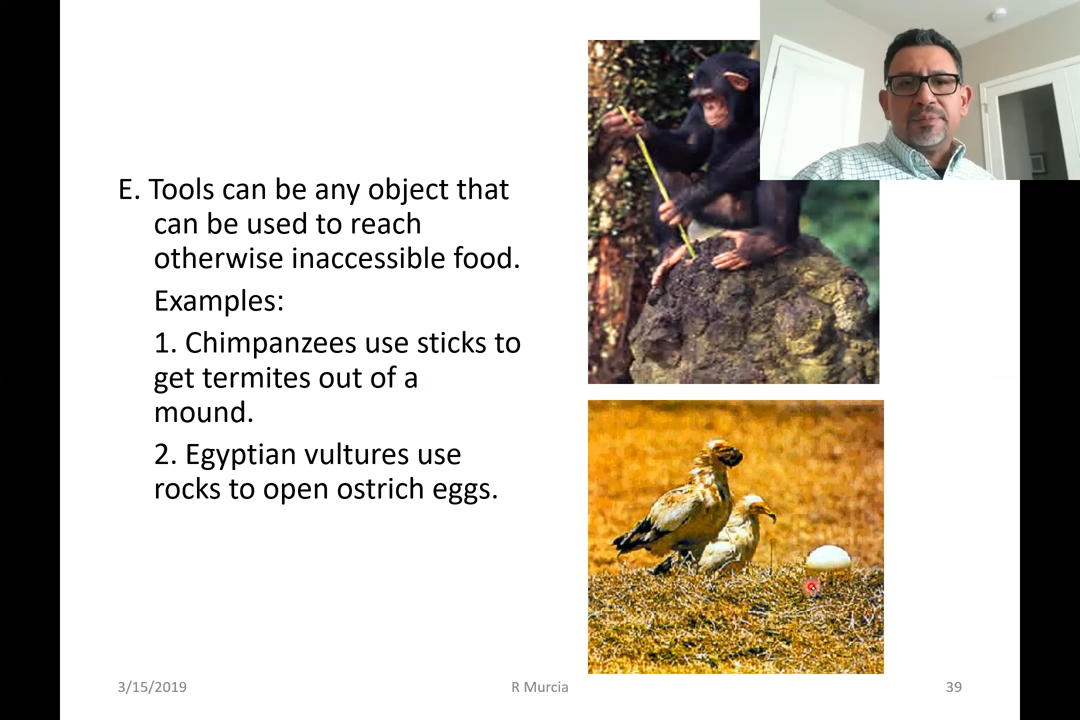 E. Tools can be any object that
can be used to reach
otherwise inaccessible food.
Examples:
1. Chimpanzees use sticks to
get termites out of a
mound.
2. Egyptian vultures use
rocks to open ostrich eggs.
3/15/2019
R Murcia
39